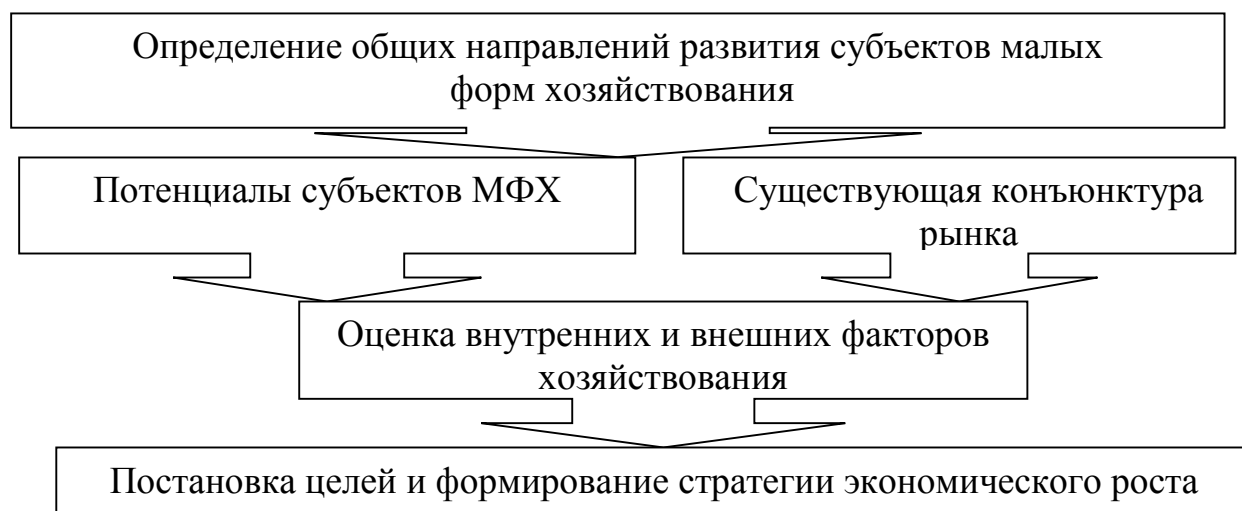 Определение общих направлений развития субъектов малых
форм хозяйствования
Потенциалы субъектов МФХ
Существующая конъюнктура
рынка
Оценка внутренних и внешних факторов
хозяйствования
Постановка целей и формирование стратегии экономического роста